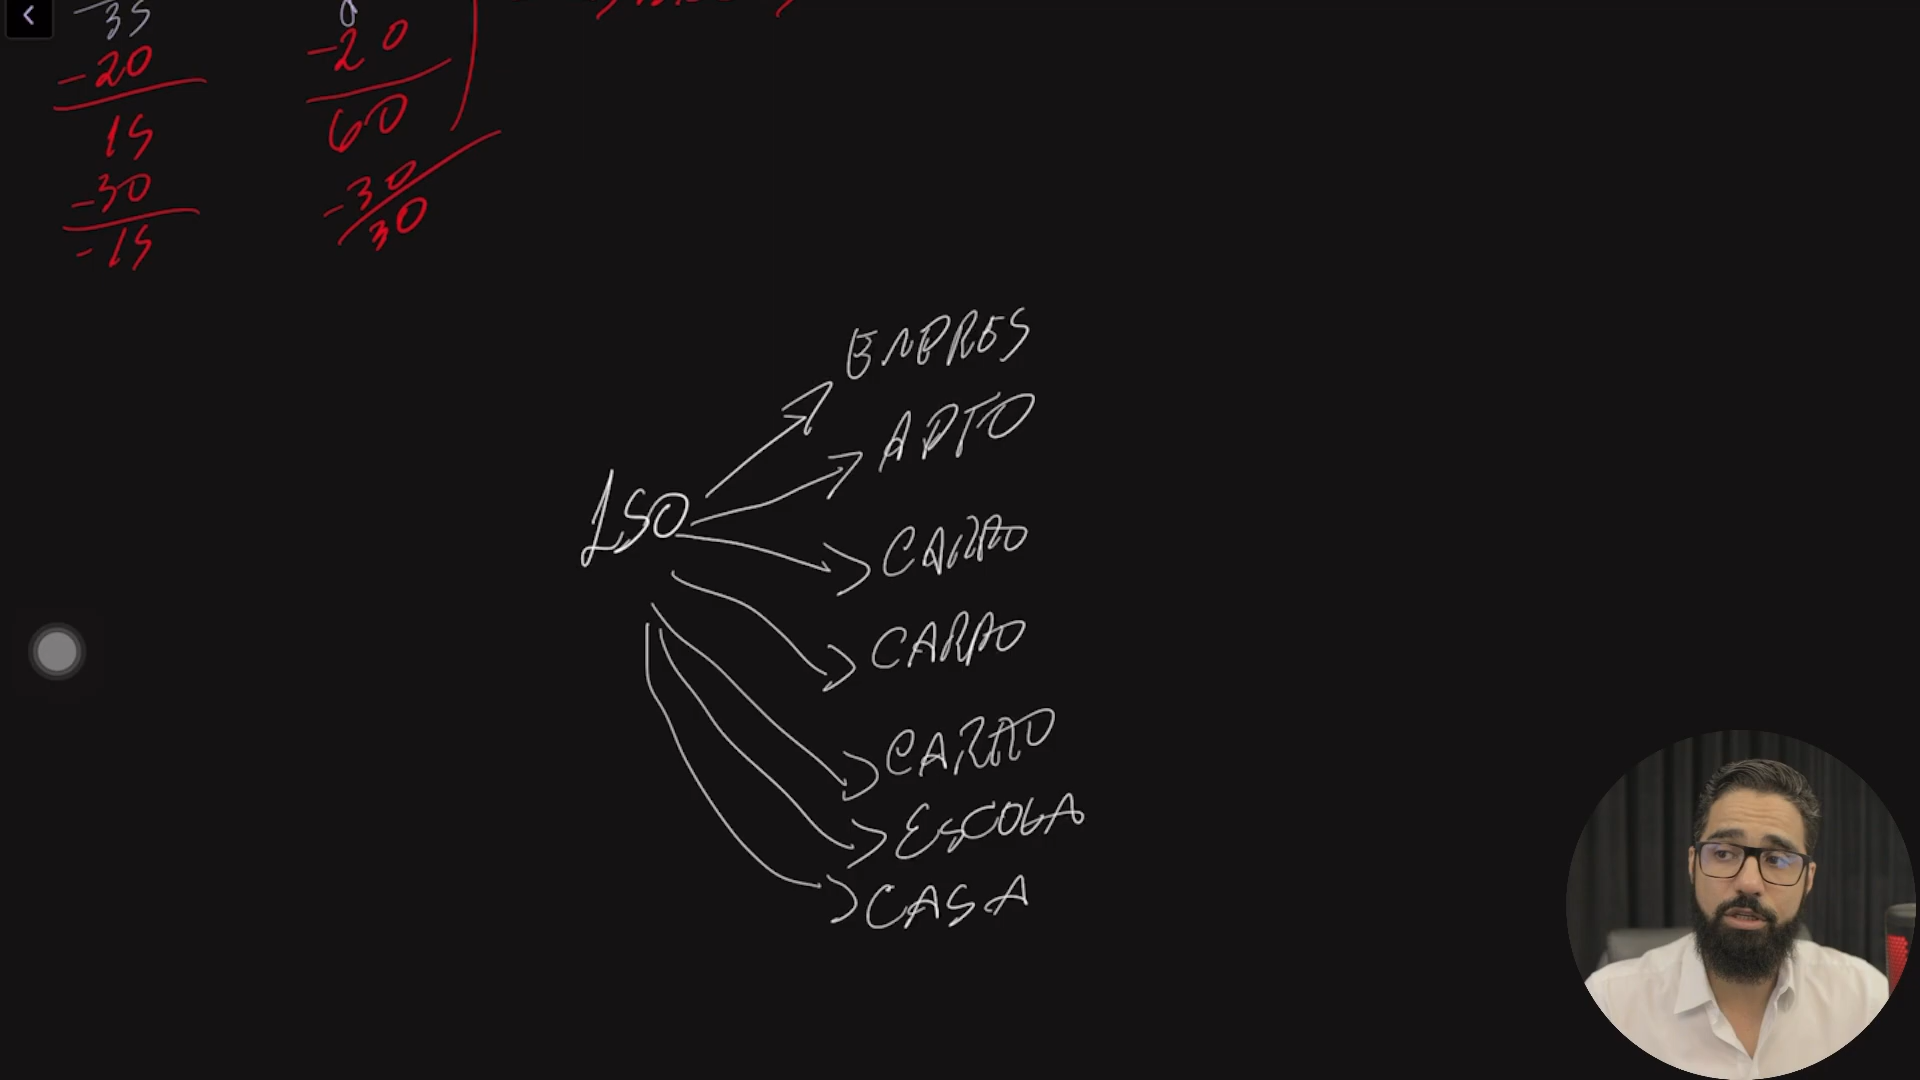 35
-20 -20
15 60
-30 -30
-15 30
EMPRES
APTO
150
CARRO
CARRO
CARRO
ESCOLA
CASA